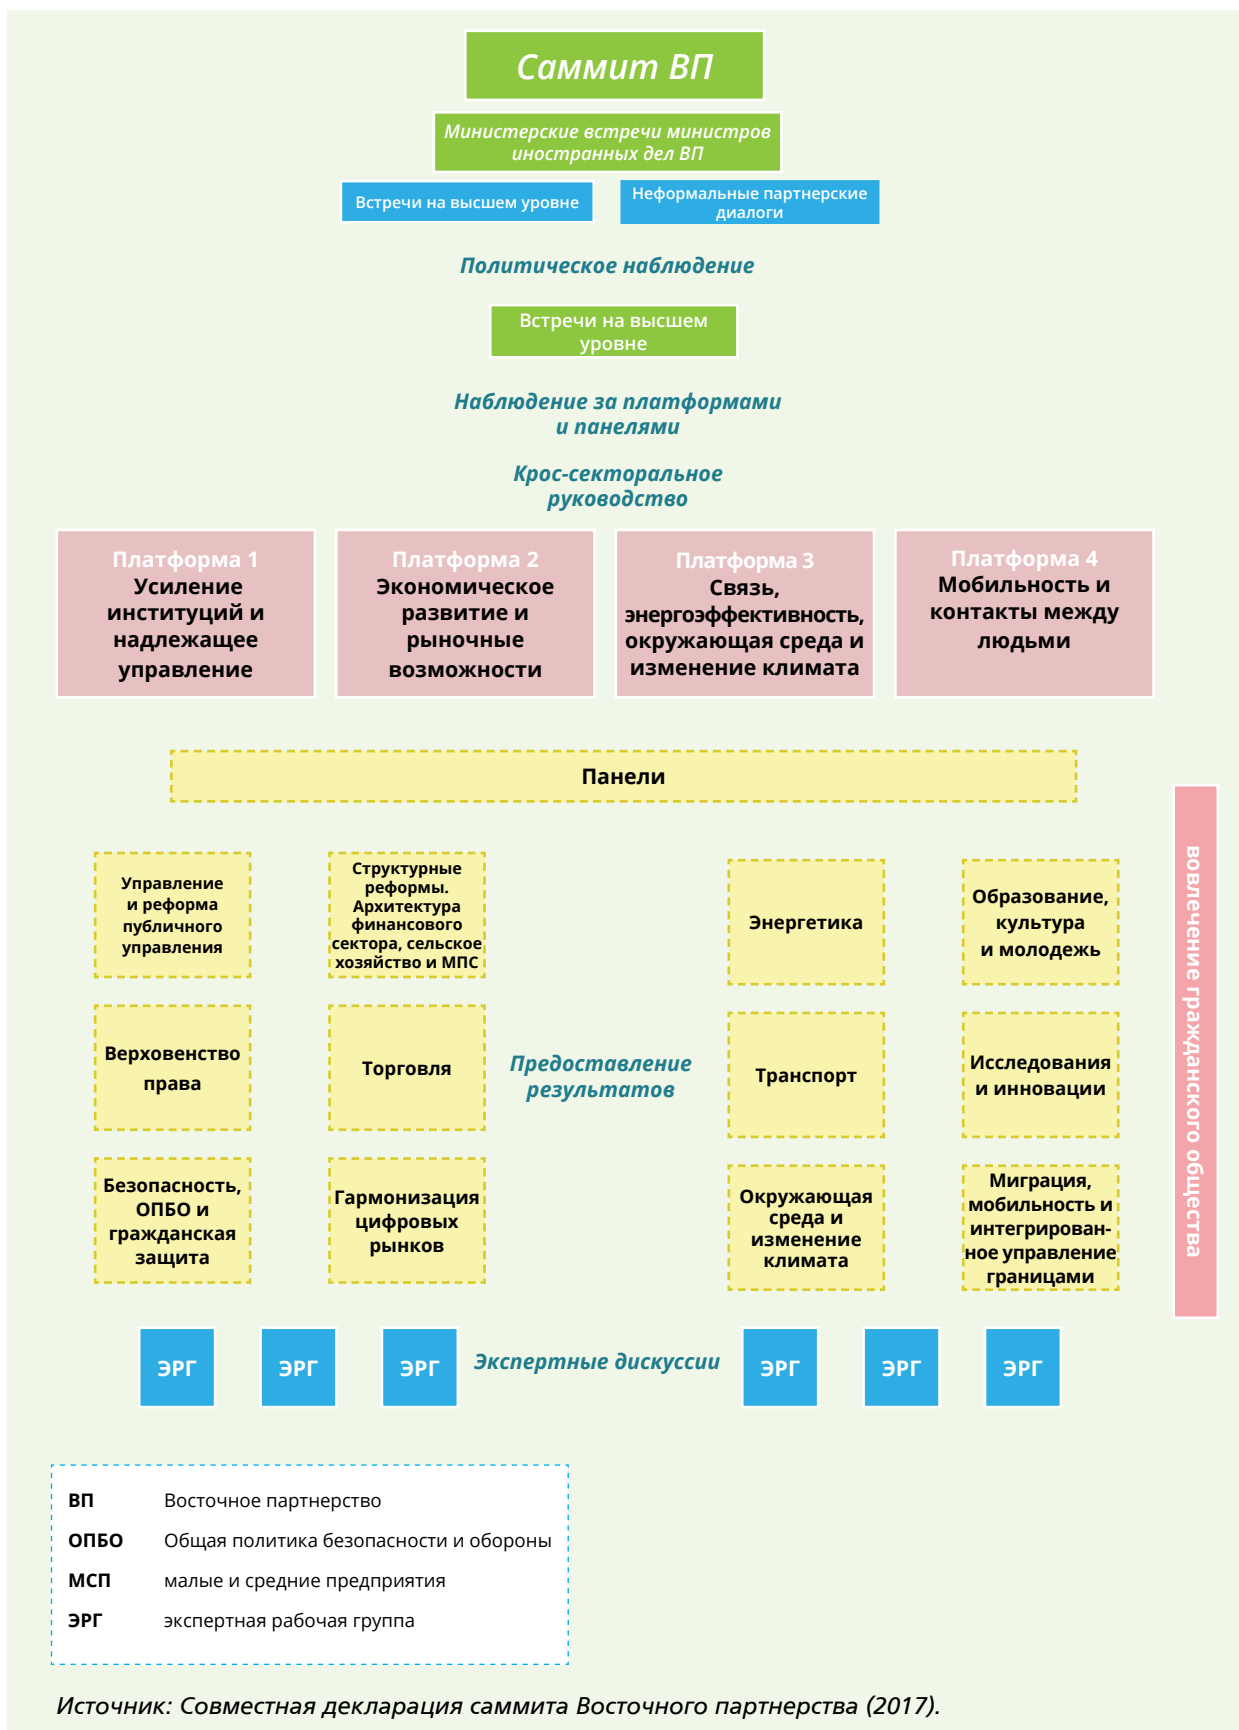 Саммит ВП
Министерские встречи министров
иностранных дел ВП
Встречи на высшем уровне
Неформальные партнерские
диалоги
Политическое наблюдение
Встречи на высшем
уровне
Наблюдение за платформами
и панелями
Крос-секторальное
руководство
Платформа 1
Усиление
институций и
надлежащее
управление
Платформа 2
Экономическое
развитие и
рыночные
возможности
Платформа 3
Связь,
энергоэффективность,
окружающая среда и
изменение климата
Платформа 4
Мобильность и
контакты между
людьми
Панели
Управление
и реформа
публичного
управления
Структурные
реформы.
Архитектура
финансового
сектора, сельское
хозяйство и МПС
Энергетика
Образование,
культура
и молодежь
Верховенство
права
Торговля
Предоставление
результатов
Транспорт
Исследования
и инновации
Безопасность,
ОПБО и
гражданская
защита
Гармонизация
цифровых
рынков
Окружающая
среда и
изменение
климата
Миграция,
мобильность и
интегрирован-
ное управление
границами
вовлечение гражданского общества
ЭРГ
ЭРГ
ЭРГ
Экспертные дискуссии
ЭРГ
ЭРГ
ЭРГ
ВП Восточное партнерство
ОПБО Общая политика безопасности и обороны
МСП малые и средние предприятия
ЭРГ экспертная рабочая группа
Источник: Совместная декларация саммита Восточного партнерства (2017).